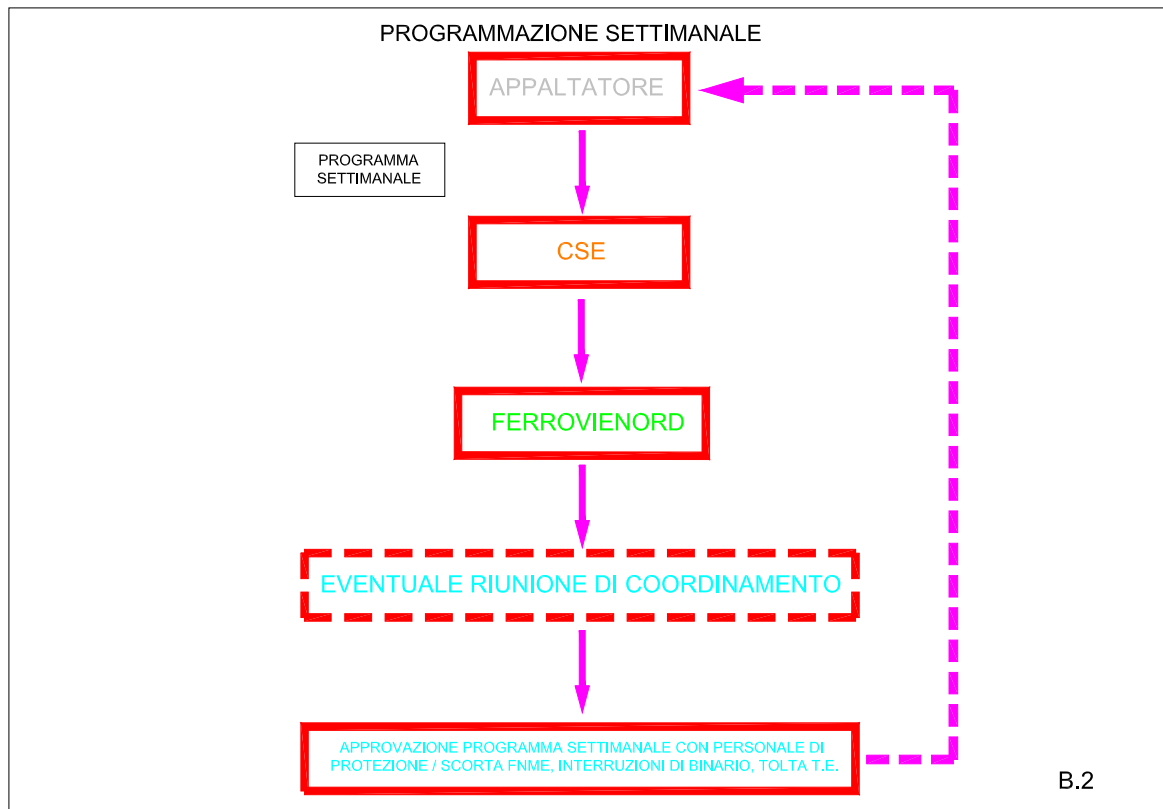 PROGRAMMAZIONE SETTIMANALE
APPALTATORE
PROGRAMMA
SETTIMANALE
CSE
FERROVIENORD
EVENTUALE RIUNIONE DI COORDINAMENTO
APPROVAZIONE PROGRAMMA SETTIMANALE CON PERSONALE DI
PROTEZIONE / SCORTA FNME, INTERRUZIONI DI BINARIO, TOLTA T.E.
B.2